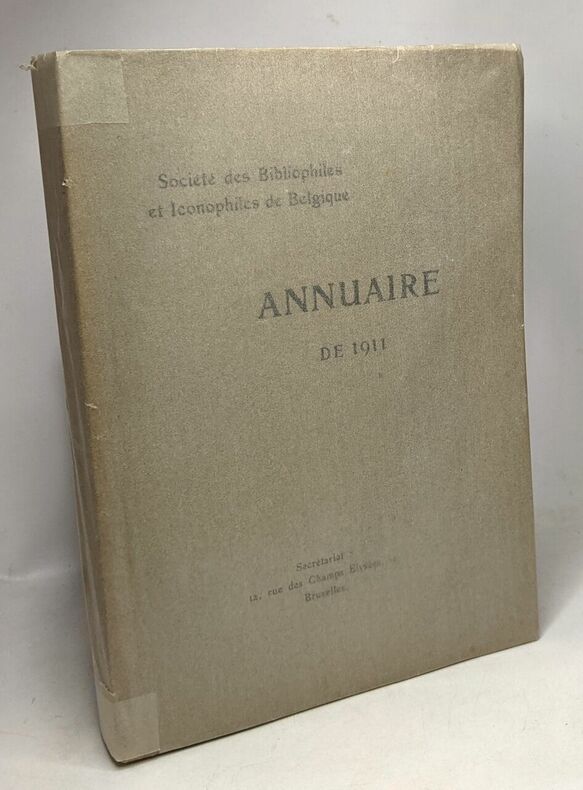 Société des Bibliophiles
et Iconophiles de Belgique
ANNUAIRE
DE 1911
Secrétariat
12, rue des Champs Elysées
Bruxelles.